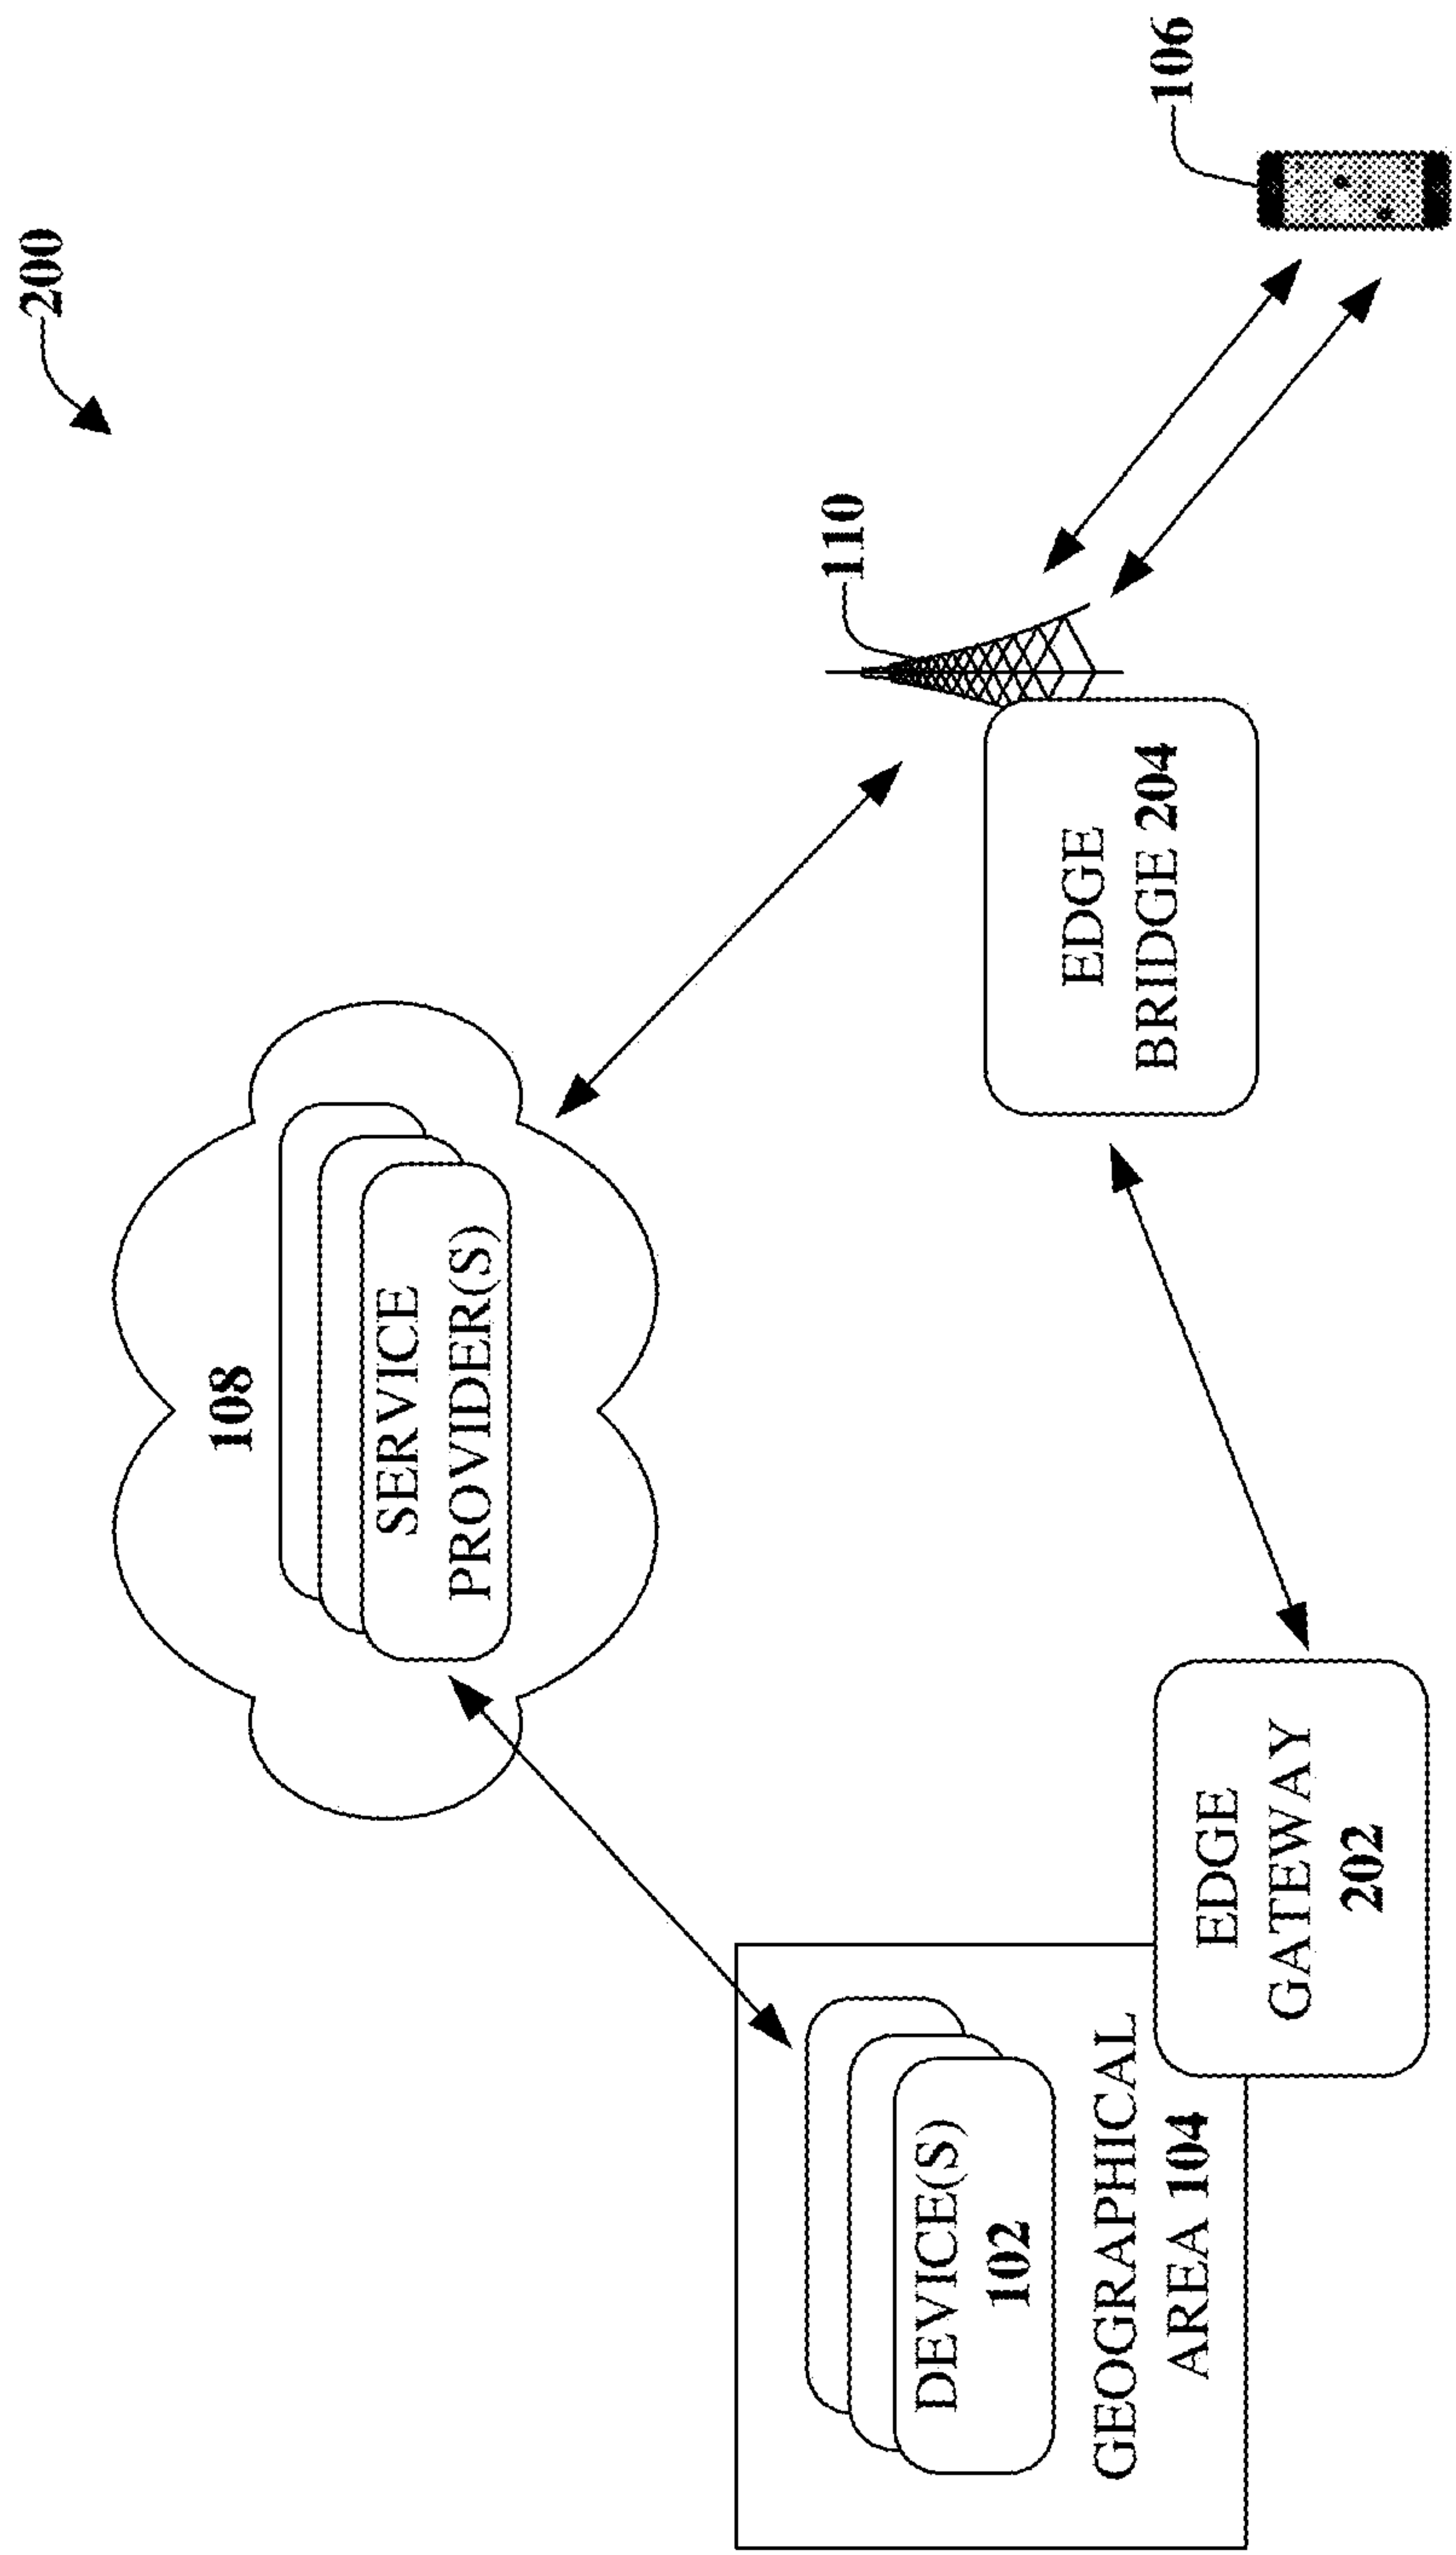 200
108
SERVICE
PROVIDER(S)
110
106
DEVICE(S)
102
GEOGRAPHICAL
AREA 104
EDGE
GATEWAY
202
EDGE
BRIDGE 204